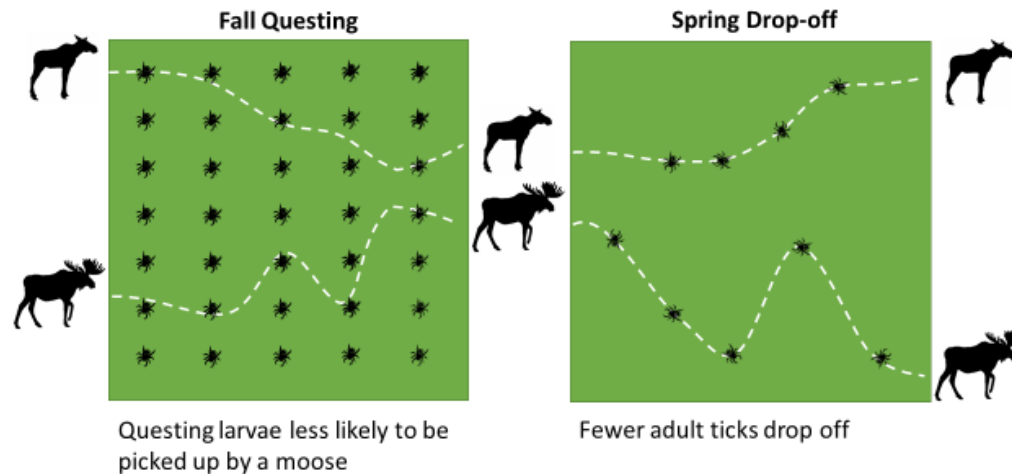 Fall Questing
Spring Drop-off
Questing larvae less likely to be
picked up by a moose
Fewer adult ticks drop off